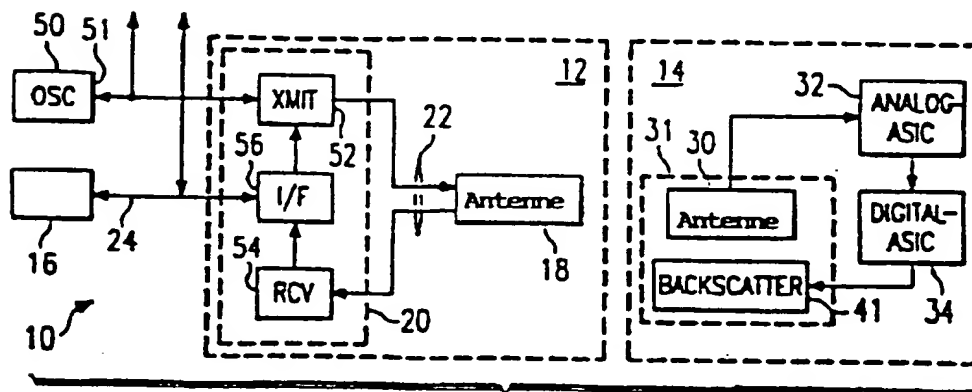 50
51
OSC
16
24
10
XMIT
52
56
I/F
54
RCV
20
22
12
Antenne
18
14
31
30
Antenne
32
ANALOG-
ASIC
DIGITAL-
ASIC
34
BACKSCATTER
41